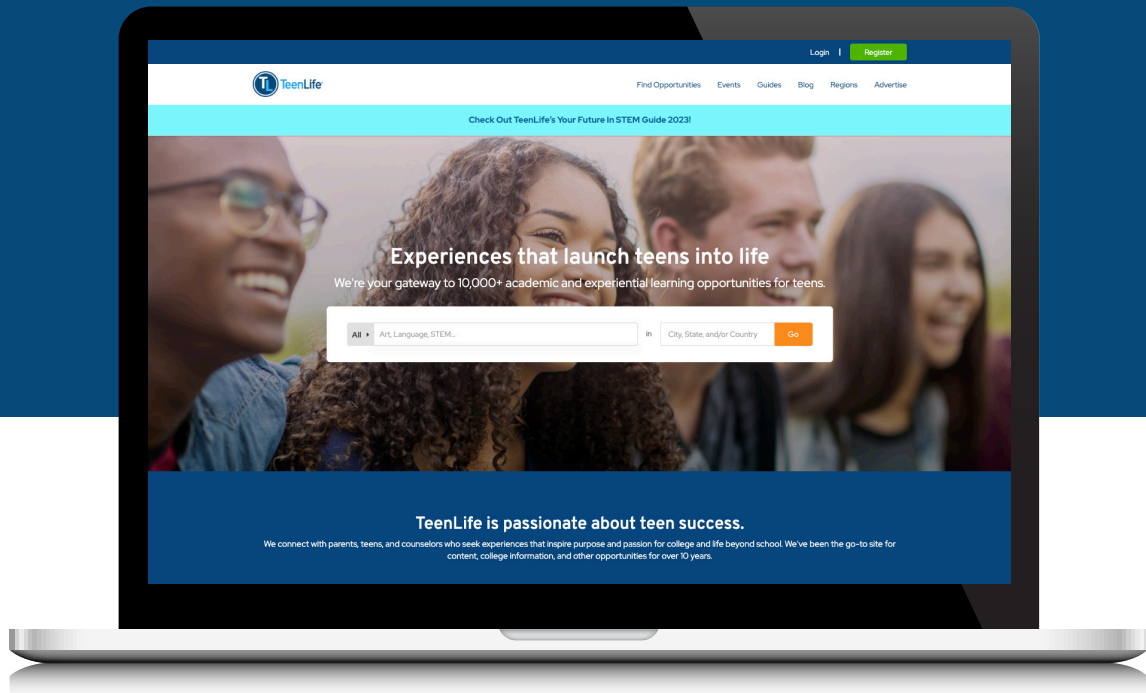 Login | Register
TL TeenLife
Find Opportunities Events Guides Blog Regions Advertise
Check Out TeenLife's Your Future In STEM Guide 2023!
Experiences that launch teens into life
We're your gateway to 10,000+ academic and experiential learning opportunities for teens.
All Art, Language, STEM... in City, State, and/or Country Go
TeenLife is passionate about teen success.
We connect with parents, teens, and counselors who seek experiences that inspire purpose and passion for college and life beyond school. We've been the go-to site for
content, college information, and other opportunities for over 10 years.